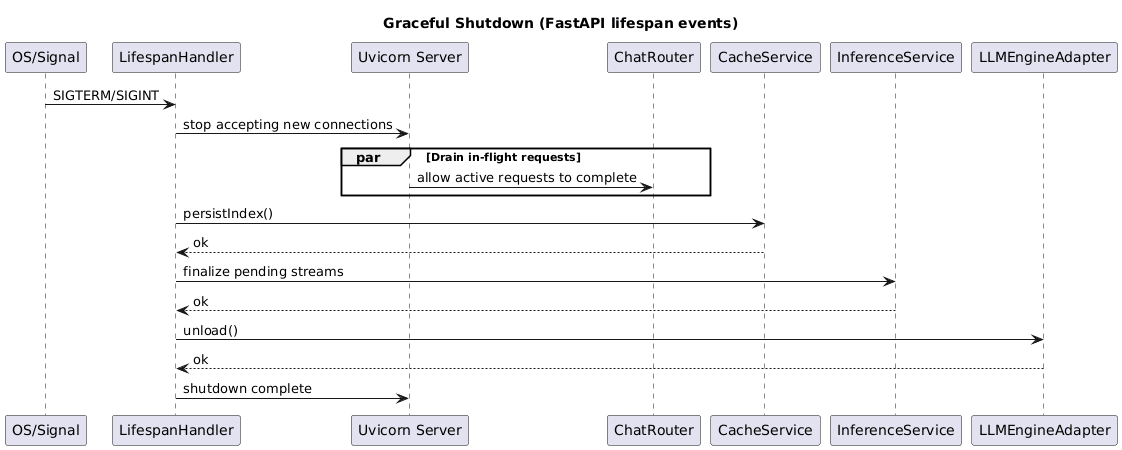 Graceful Shutdown (FastAPI lifespan events)
OS/Signal LifespanHandler Uvicorn Server ChatRouter CacheService InferenceService LLMEngineAdapter
SIGTERM/SIGINT
stop accepting new connections
par [Drain in-flight requests]
allow active requests to complete
persistIndex()
ok
finalize pending streams
ok
unload()
ok
shutdown complete
OS/Signal LifespanHandler Uvicorn Server ChatRouter CacheService InferenceService LLMEngineAdapter